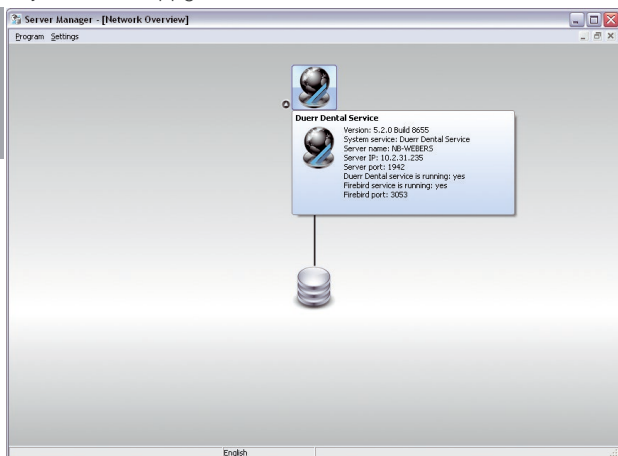 Server Manager - [Network Overview]
Program Settings
Duerr Dental Service
Version: 5.2.0 Build 8655
System service: Duerr Dental Service
Server name: NB-WEBERS
Server IP: 10.2.31.235
Server port: 1942
Duerr Dental service is running: yes
Firebird service is running: yes
Firebird port: 3053
English